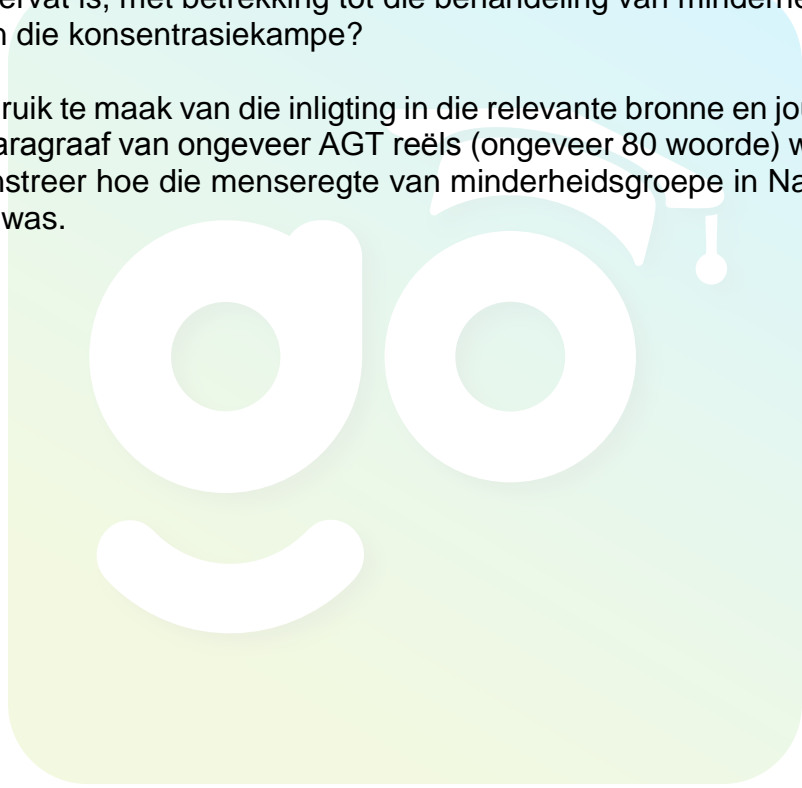 ervat is, met betrekking tot die behandeling van minderhe
n die konsentrasiekampe?
ruik te maak van die inligting in die relevante bronne en jou
aragraaf van ongeveer AGT reëls (ongeveer 80 woorde) w
nstreer hoe die menseregte van minderheidsgroepe in Na
was.
go